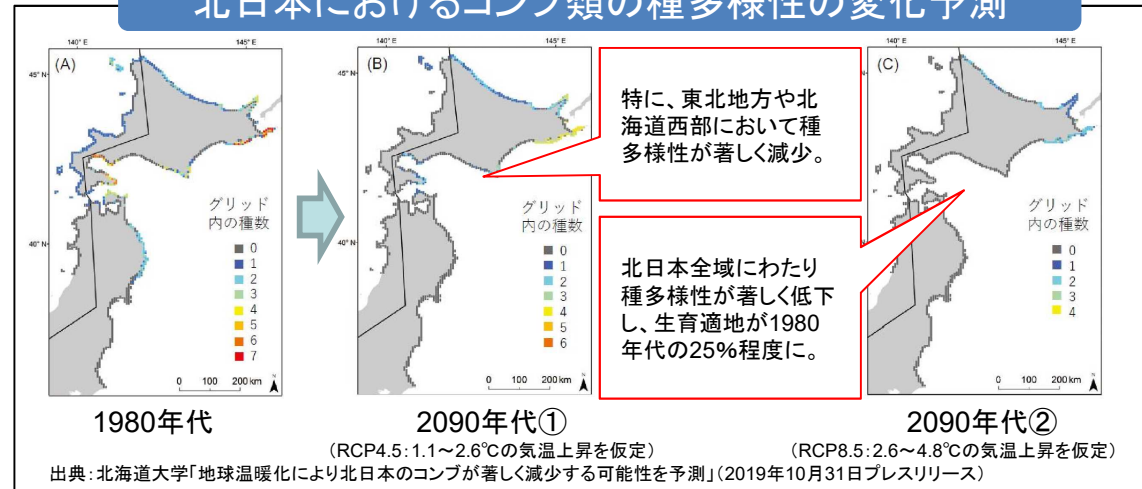 北日本におけるコンブ類の種多様性の変化予測
140° E
145° E
(A)
45° N
40° N
グリッド
内の種数
0
1
2
3
4
5
6
7
0 100 200 km
N
1980年代
140° E
145° E
(B)
45° N
40° N
グリッド
内の種数
0
1
2
3
4
5
6
0 100 200 km
N
2090年代①
(RCP4.5:1.1~2.6℃の気温上昇を仮定)
特に、東北地方や北
海道西部において種
多様性が著しく減少。
北日本全域にわたり
種多様性が著しく低下
し、生育適地が1980
年代の25%程度に。
140° E
145° E
(C)
45° N
40° N
グリッド
内の種数
0
1
2
3
4
0 100 200 km
N
2090年代②
(RCP8.5:2.6~4.8℃の気温上昇を仮定)
出典:北海道大学「地球温暖化により北日本のコンブが著しく減少する可能性を予測」(2019年10月31日プレスリリース)